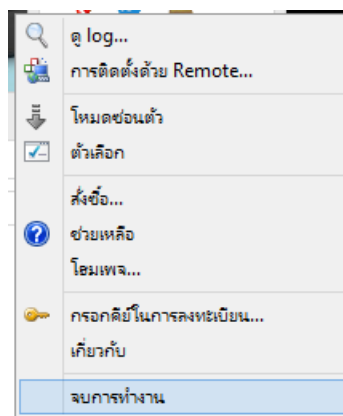 ดู log...
การติดตั้งด้วย Remote...
โหมดซ่อนตัว
ตัวเลือก
สั่งซื้อ...
ช่วยเหลือ
โฮมเพจ...
กรอกคีย์ในการลงทะเบียน...
เกี่ยวกับ
จบการทำงาน